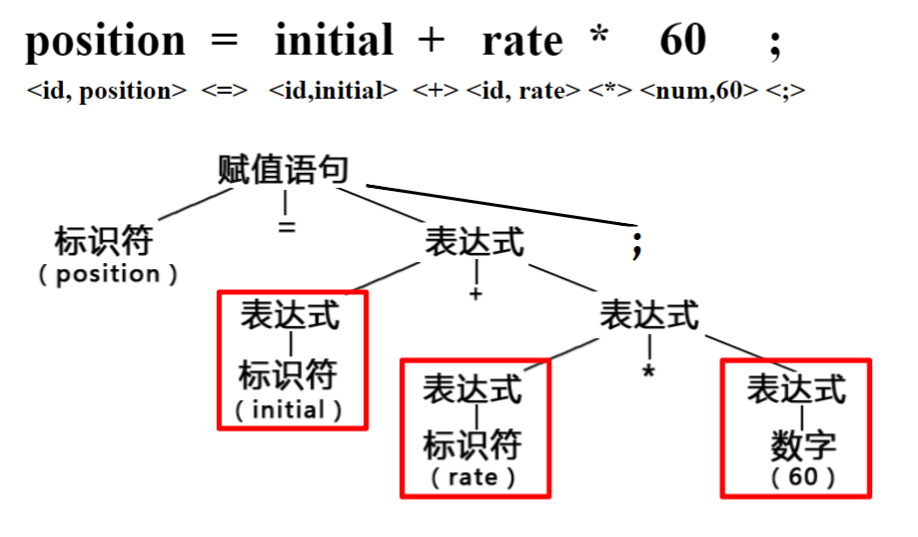 position = initial + rate * 60 ;
<id, position> <=> <id,initial> <+> <id, rate> <*> <num,60> <;>
赋值语句
标识符 = 表达式 ;
(position)
表达式 + 表达式
标识符 表达式 * 表达式
(initial)
标识符 数字
(rate) (60)